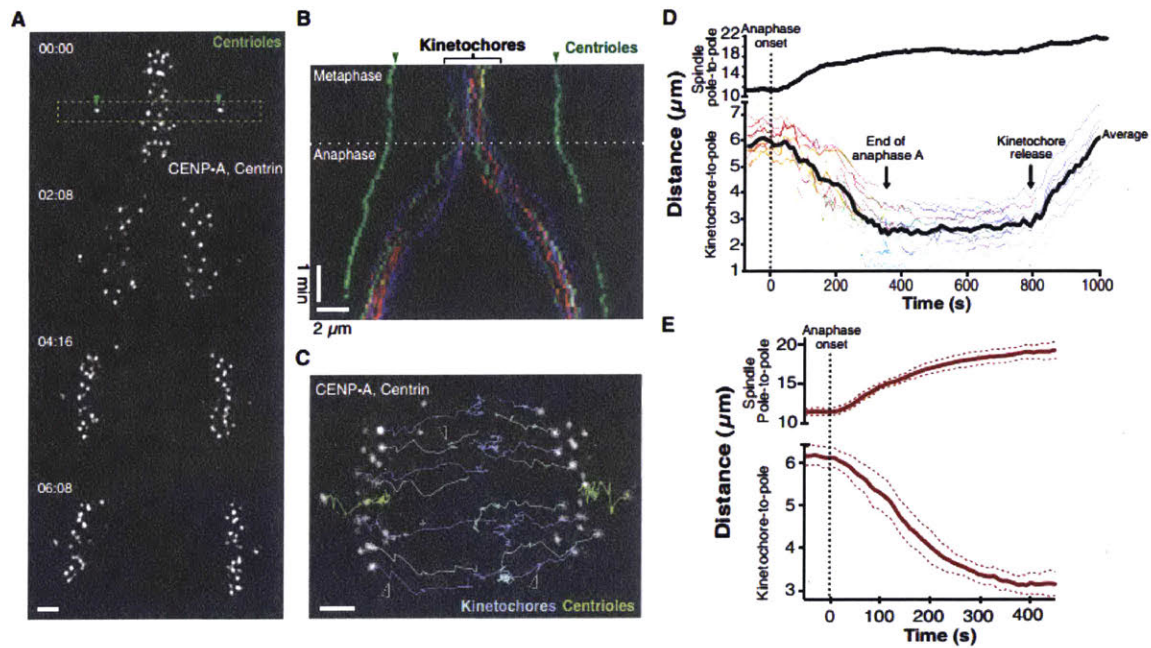 A
00:00
Centrioles
CENP-A, Centrin
02:08
04:16
06:08
B
Kinetochores
Centrioles
Metaphase
Anaphase
1 min
2 µm
C
CENP-A, Centrin
Kinetochores Centrioles
D
Anaphase
onset
Spindle
pole-to-pole
22
18
14
10
Distance (µm)
Kinetochore-to-pole
7
6
5
4
3
2
1
End of
anaphase A
Kinetochore
release
Average
0 200 400 600 800 1000
Time (s)
E
Anaphase
onset
Spindle
Pole-to-pole
20
15
10
Distance (µm)
Kinetochore-to-pole
6
5
4
3
0 100 200 300 400
Time (s)